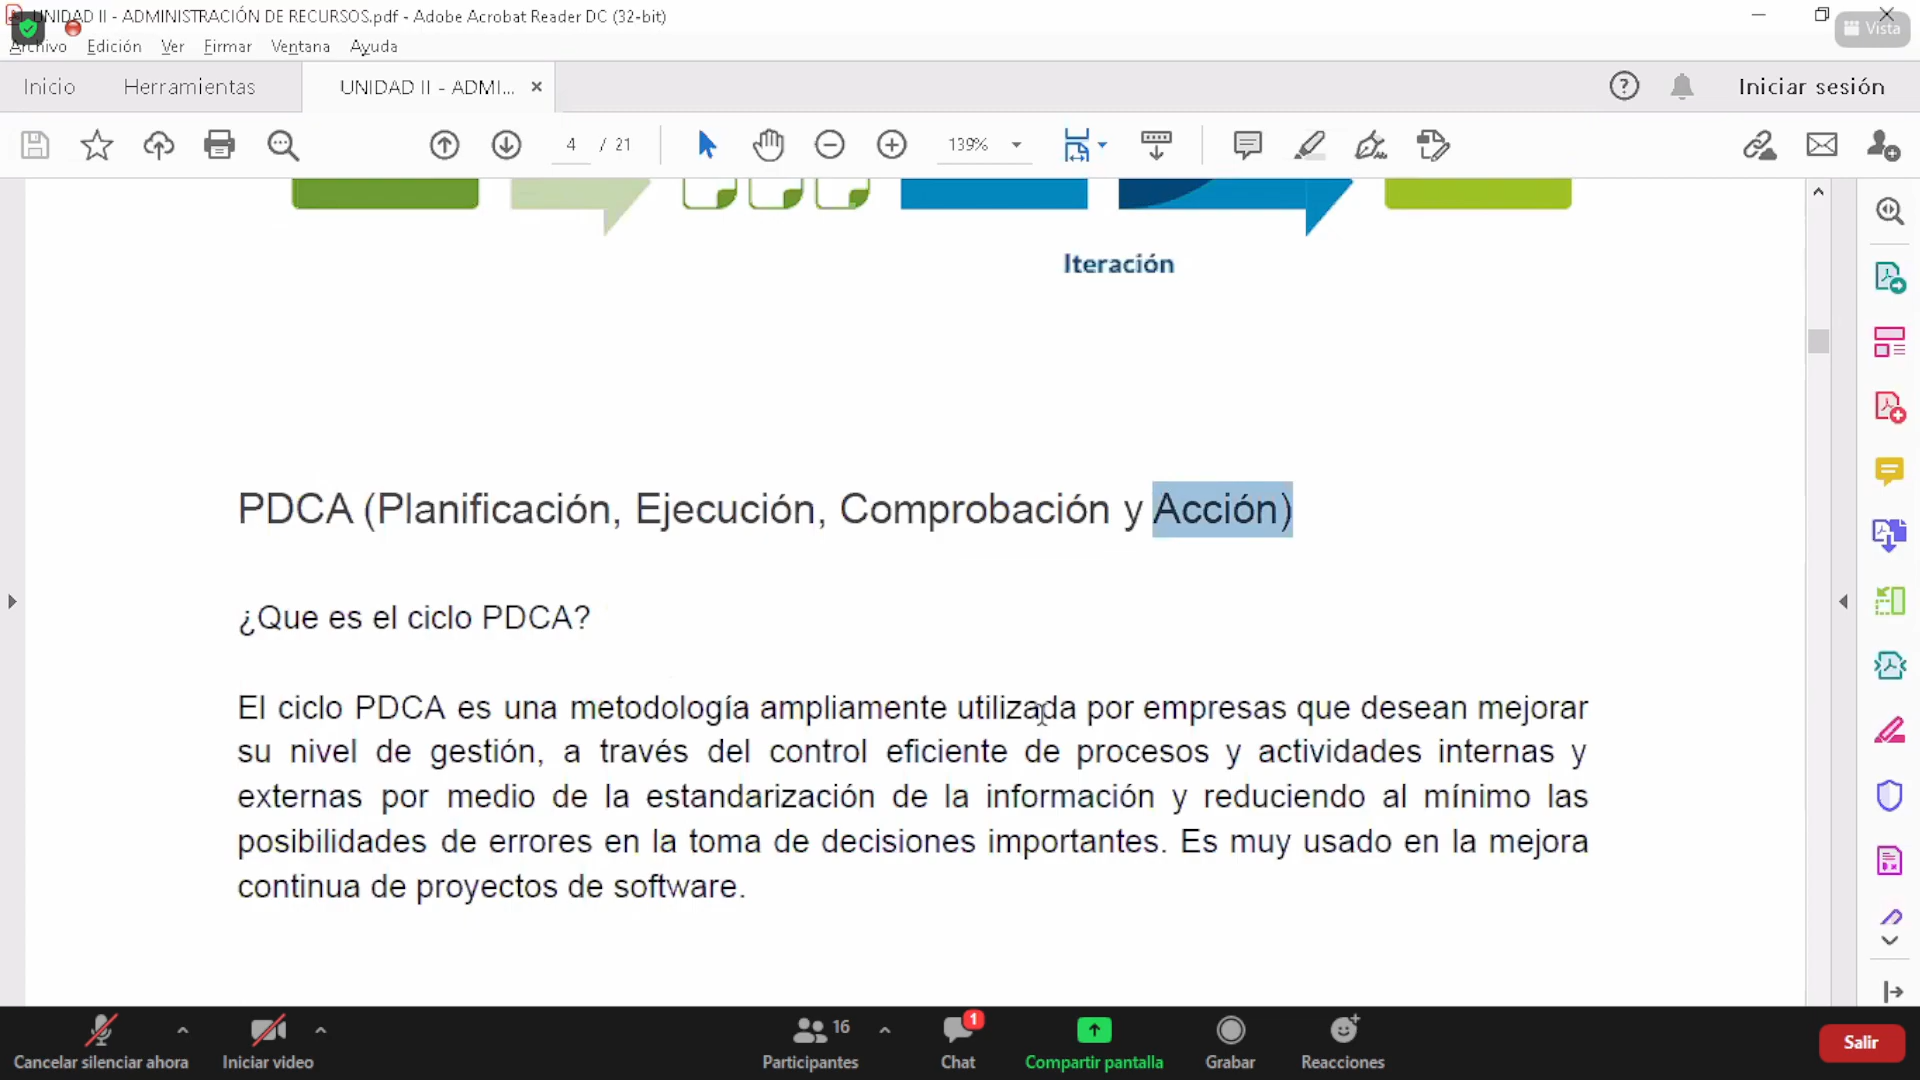 UNIDAD II - ADMINISTRACIÓN DE RECURSOS.pdf - Adobe Acrobat Reader DC (32-bit)
Archivo Edición Ver Firmar Ventana Ayuda
Vista
Inicio Herramientas UNIDAD II - ADMI... × Iniciar sesión
4 / 21 139%
Iteración
PDCA (Planificación, Ejecución, Comprobación y Acción)
¿Que es el ciclo PDCA?
El ciclo PDCA es una metodología ampliamente utilizada por empresas que desean mejorar
su nivel de gestión, a través del control eficiente de procesos y actividades internas y
externas por medio de la estandarización de la información y reduciendo al mínimo las
posibilidades de errores en la toma de decisiones importantes. Es muy usado en la mejora
continua de proyectos de software.
16 1
Cancelar silenciar ahora Iniciar video Participantes Chat Compartir pantalla Grabar Reacciones Salir